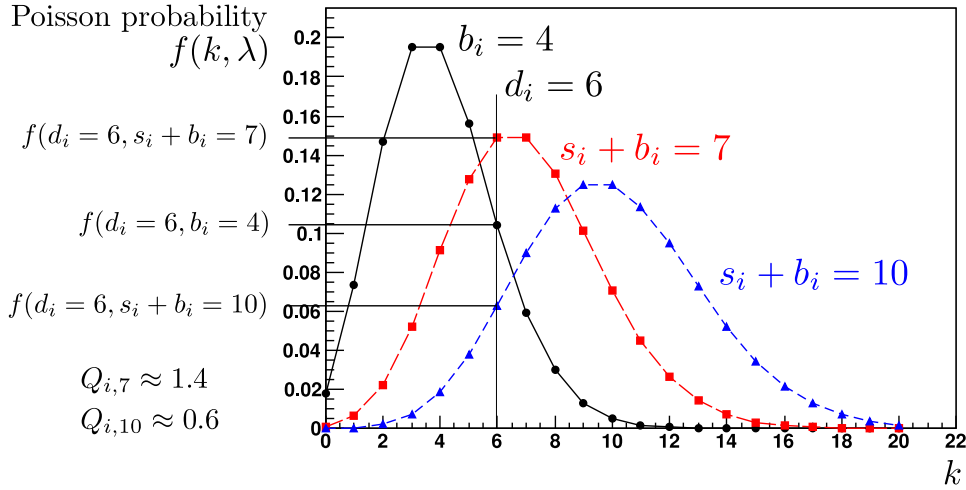 Poisson probability
f(k, λ)
b_i = 4
d_i = 6
f(d_i = 6, s_i + b_i = 7)
s_i + b_i = 7
f(d_i = 6, b_i = 4)
s_i + b_i = 10
f(d_i = 6, s_i + b_i = 10)
Q_{i,7} ≈ 1.4
Q_{i,10} ≈ 0.6
0.2
0.18
0.16
0.14
0.12
0.1
0.08
0.06
0.04
0.02
0
0 2 4 6 8 10 12 14 16 18 20 22
k